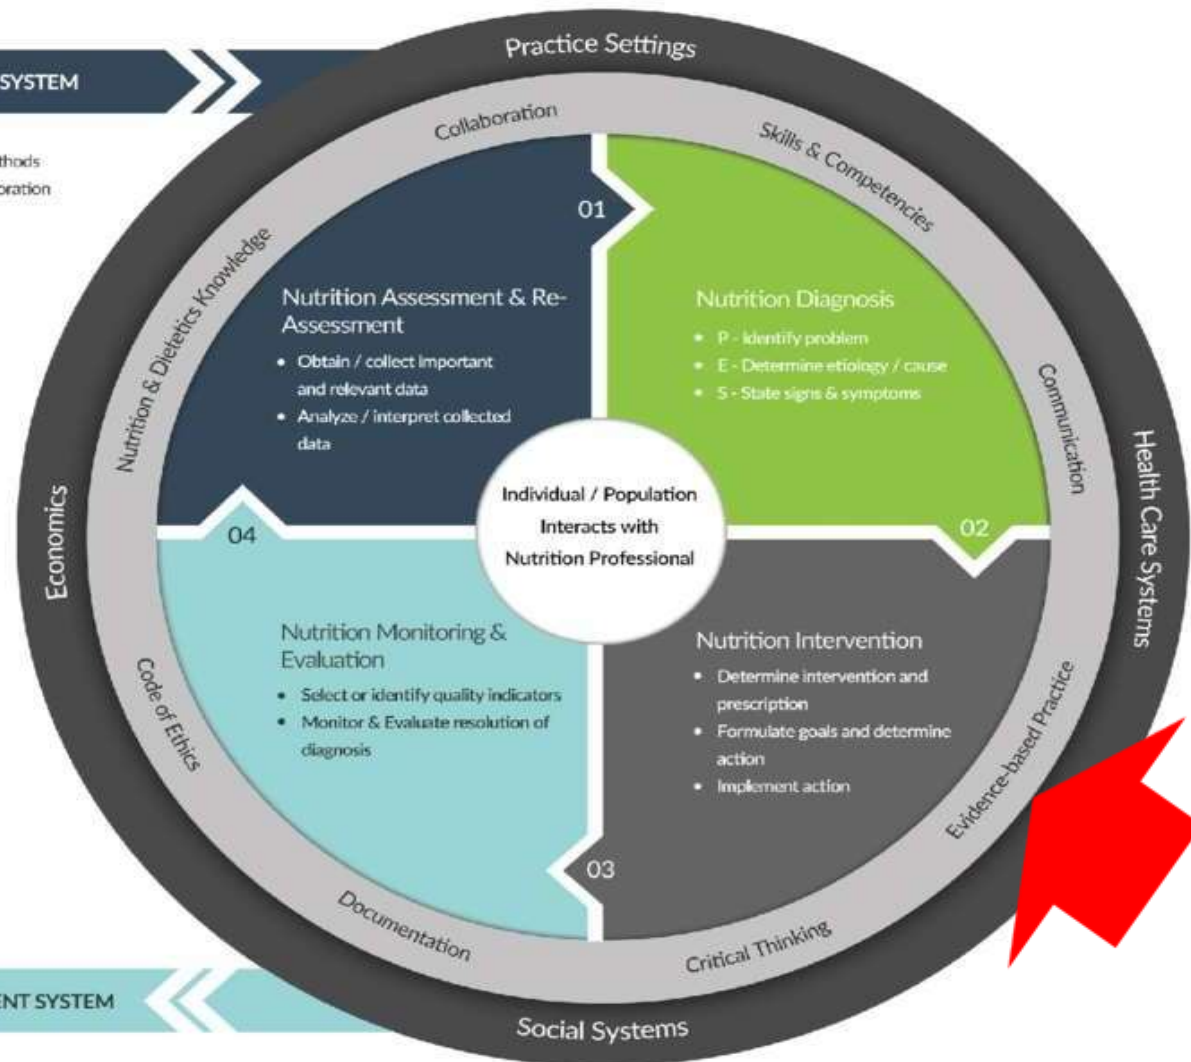 Practice Settings
SYSTEM
Collaboration
Skills & Competencies
thods
oration
01
Nutrition & Dietetics Knowledge
Nutrition Assessment & Re-
Assessment
• Obtain / collect important
and relevant data
• Analyze / interpret collected
data
Nutrition Diagnosis
• P - Identify problem
• E - Determine etiology / cause
• S - State signs & symptoms
Communication
Health Care Systems
Economics
Individual / Population
Interacts with
Nutrition Professional
04
02
Nutrition Monitoring &
Evaluation
• Select or identify quality indicators
• Monitor & Evaluate resolution of
diagnosis
Nutrition Intervention
• Determine intervention and
prescription
• Formulate goals and determine
action
• Implement action
Code of Ethics
Evidence-based Practice
03
Documentation
Critical Thinking
ENT SYSTEM
Social Systems